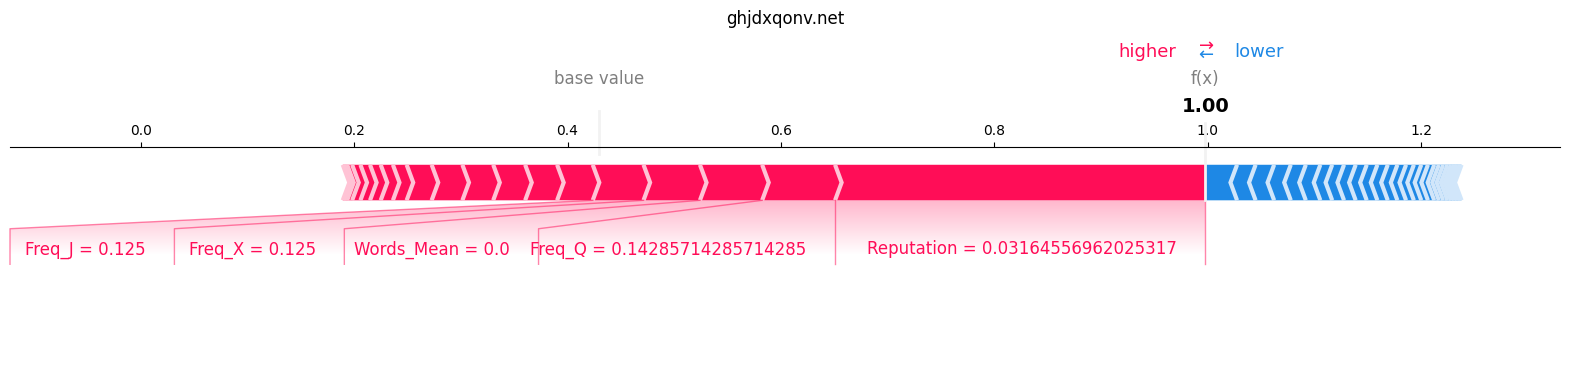 ghjdxqonv.net
higher ⇄ lower
base value f(x)
1.00
0.0 0.2 0.4 0.6 0.8 1.0 1.2
Freq_J = 0.125 Freq_X = 0.125 Words_Mean = 0.0 Freq_Q = 0.14285714285714285 Reputation = 0.03164556962025317